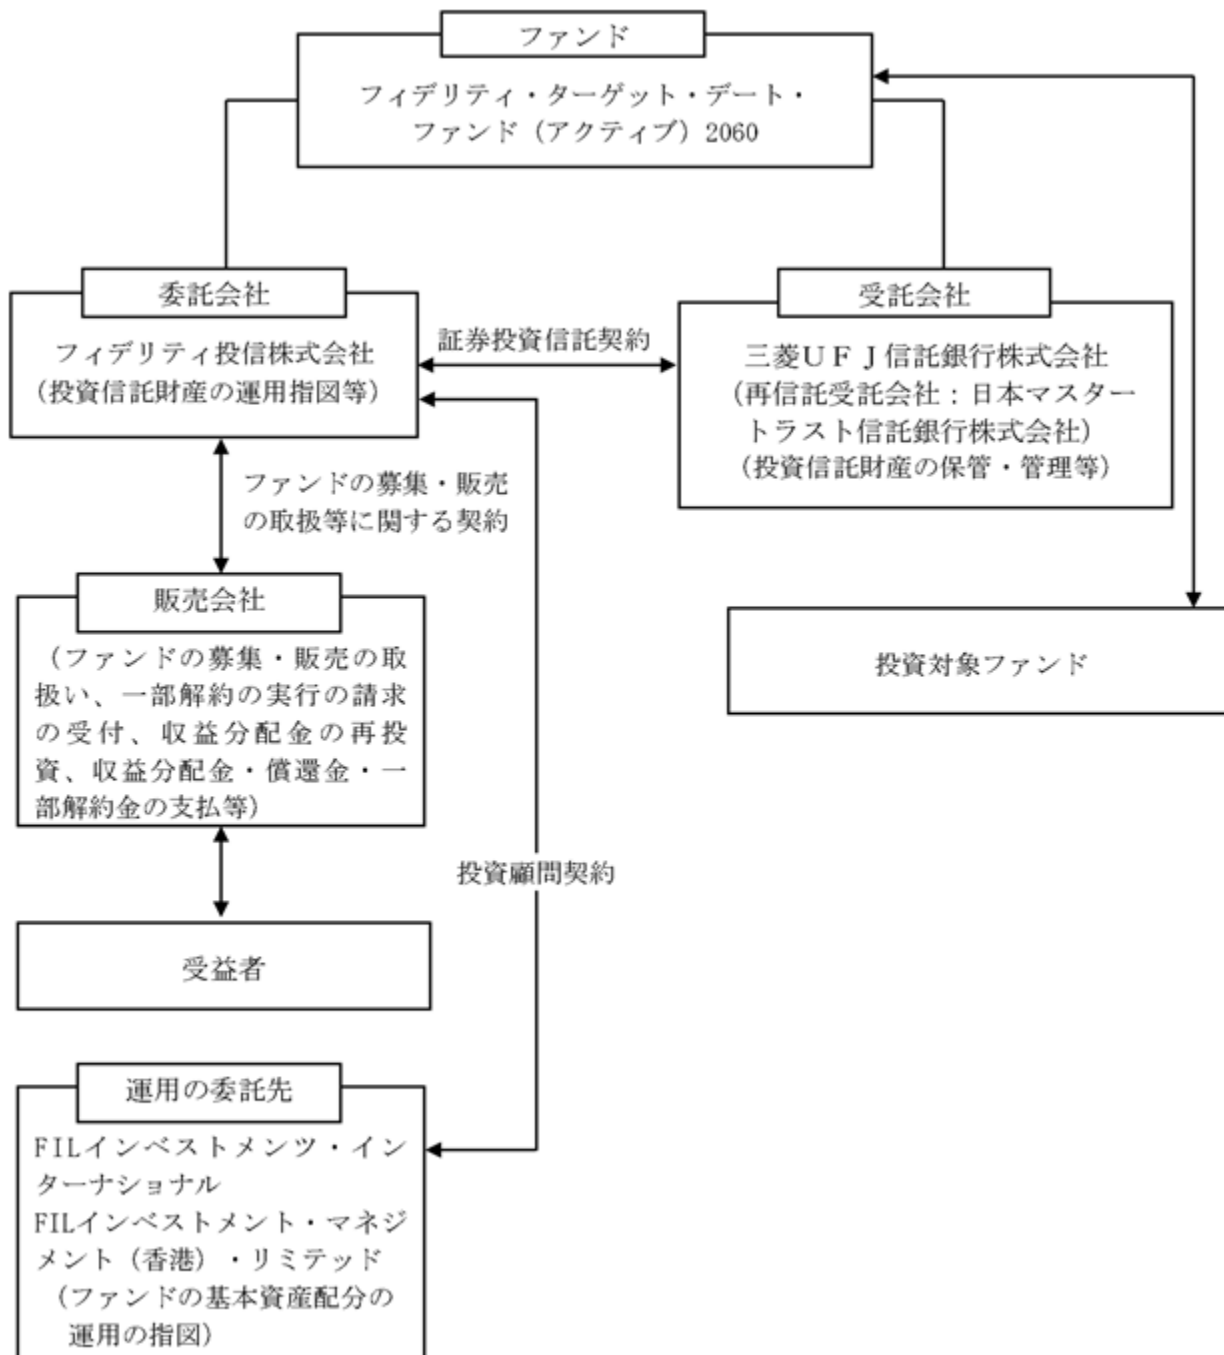 ファンド
フィデリティ・ターゲット・デート・
ファンド（アクティブ）2060
委託会社
フィデリティ投信株式会社
（投資信託財産の運用指図等）
証券投資信託契約
受託会社
三菱ＵＦＪ信託銀行株式会社
（再信託受託会社：日本マスター
トラスト信託銀行株式会社）
（投資信託財産の保管・管理等）
ファンドの募集・販売
の取扱等に関する契約
販売会社
（ファンドの募集・販売の取
扱い、一部解約の実行の請求
の受付、収益分配金の再投
資、収益分配金・償還金・一
部解約金の支払等）
投資対象ファンド
投資顧問契約
受益者
運用の委託先
FILインベストメンツ・イン
ターナショナル
FILインベストメント・マネジ
メント（香港）・リミテッド
（ファンドの基本資産配分の
運用の指図）